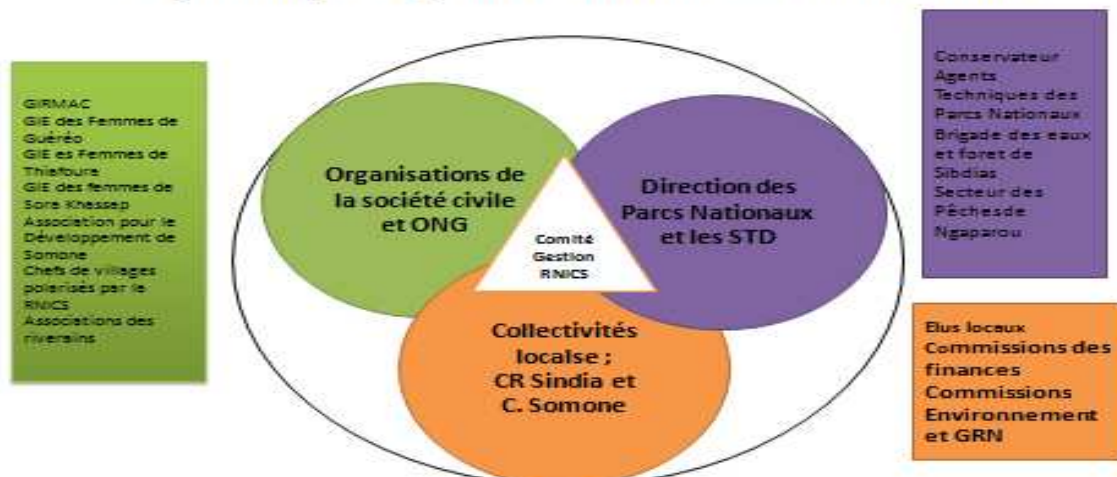 GIRMAC
GIE des Femmes de
Guéréo
GIE es Femmes de
Thiafoura
GIE des femmes de
Sora Khassap
Association pour le
Développement de
Somone
Chefs de villages
polarisés par la
RNICS
Associations des
riverains
Organisations de
la société civile
et ONG
Comité
Gestion
RNICS
Direction des
Parcs Nationaux
et les STD
Collectivités
localse ;
CR Sindia et
C. Somone
Conservateur
Agents
Techniques des
Parcs Nationaux
Brigade des eaux
et foret de
Sibdias
Secteur des
Pêchesde
Ngaparou
Elus locaux
Commissions des
finances
Commissions
Environnement
et GRN